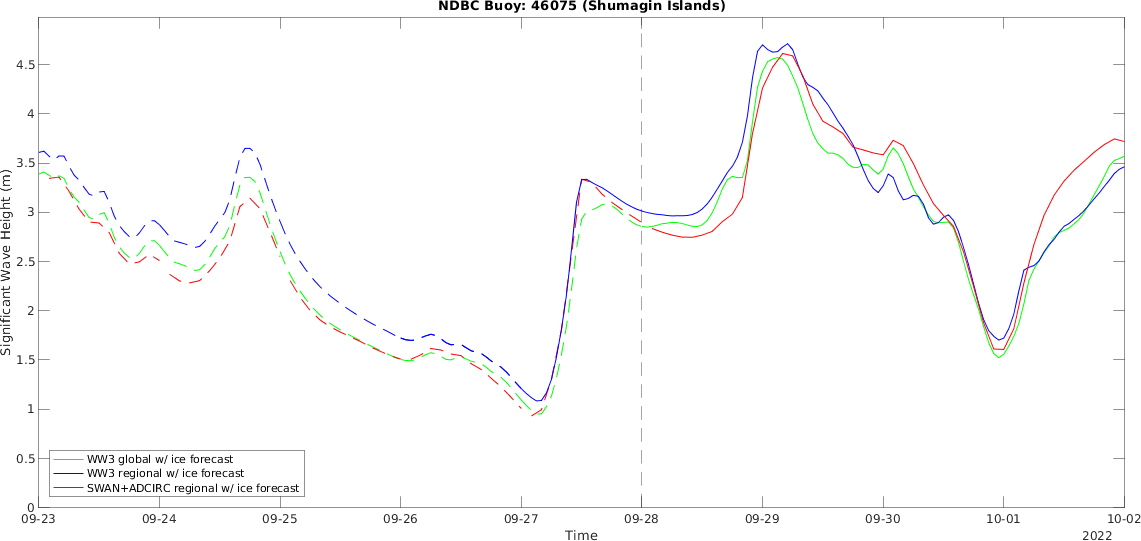 NDBC Buoy: 46075 (Shumagin Islands)
Significant Wave Height (m)
4.5
4
3.5
3
2.5
2
1.5
1
0.5
0
WW3 global w/ ice forecast
WW3 regional w/ ice forecast
SWAN+ADCIRC regional w/ ice forecast
09-23 09-24 09-25 09-26 09-27 09-28 09-29 09-30 10-01 10-02
Time
2022